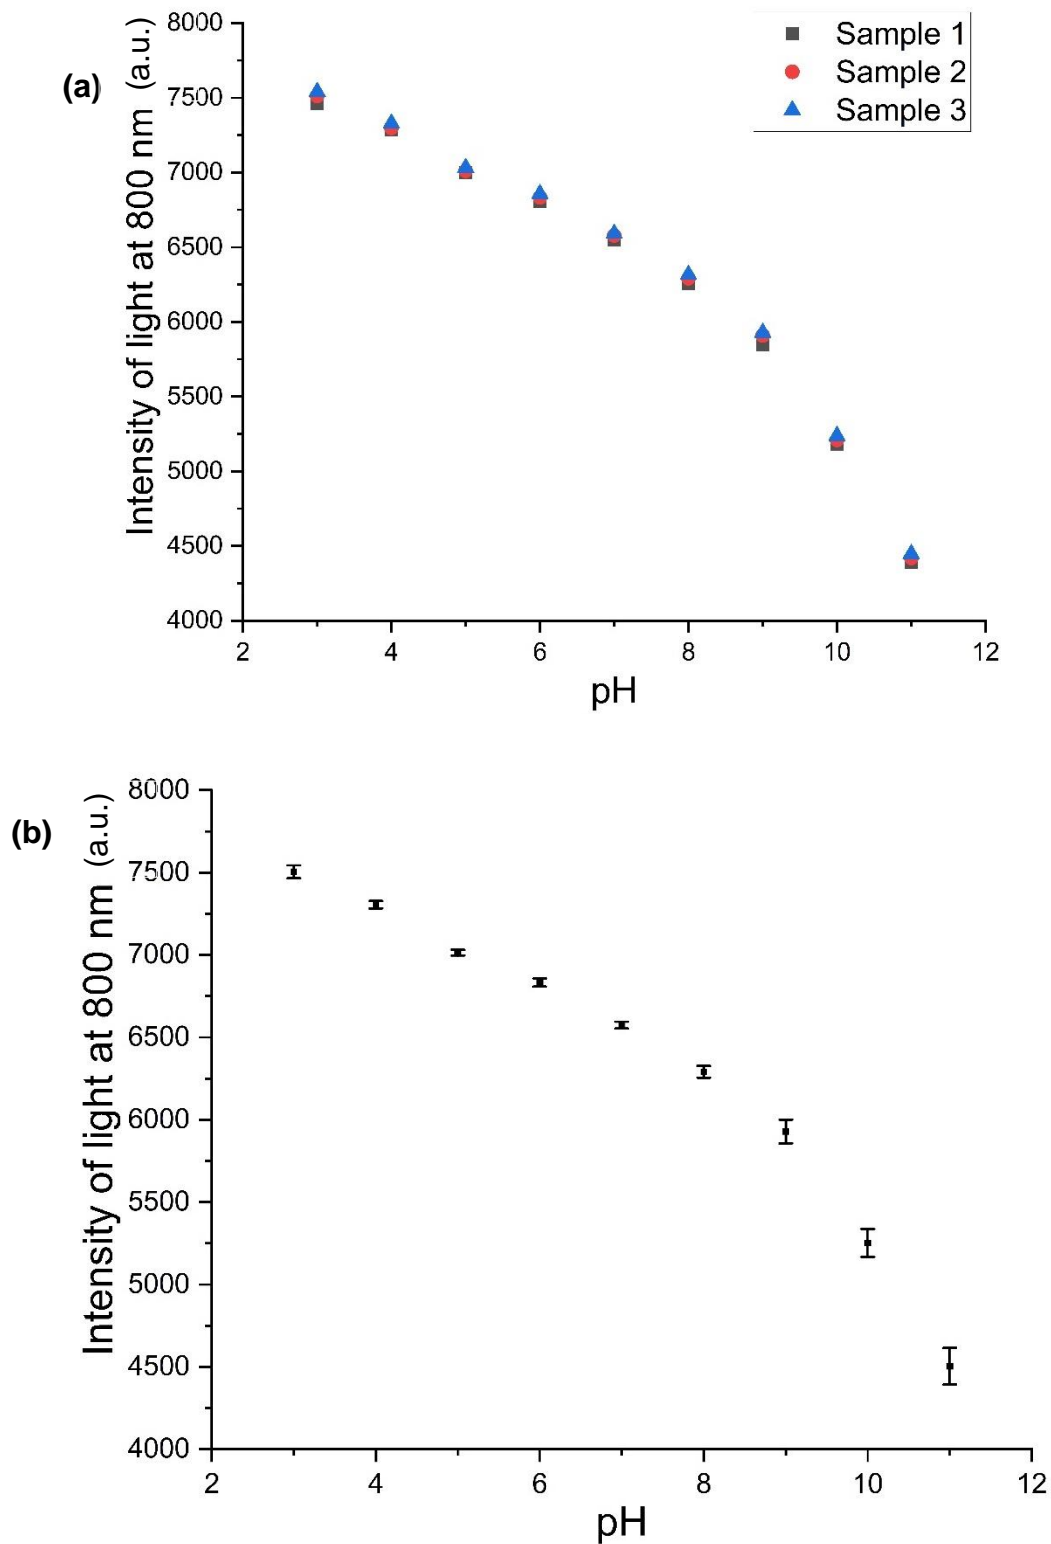 (a)
Intensity of light at 800 nm (a.u.)
8000
7500
7000
6500
6000
5500
5000
4500
4000
2 4 6 8 10 12
pH
Sample 1
Sample 2
Sample 3
(b)
Intensity of light at 800 nm (a.u.)
8000
7500
7000
6500
6000
5500
5000
4500
4000
2 4 6 8 10 12
pH